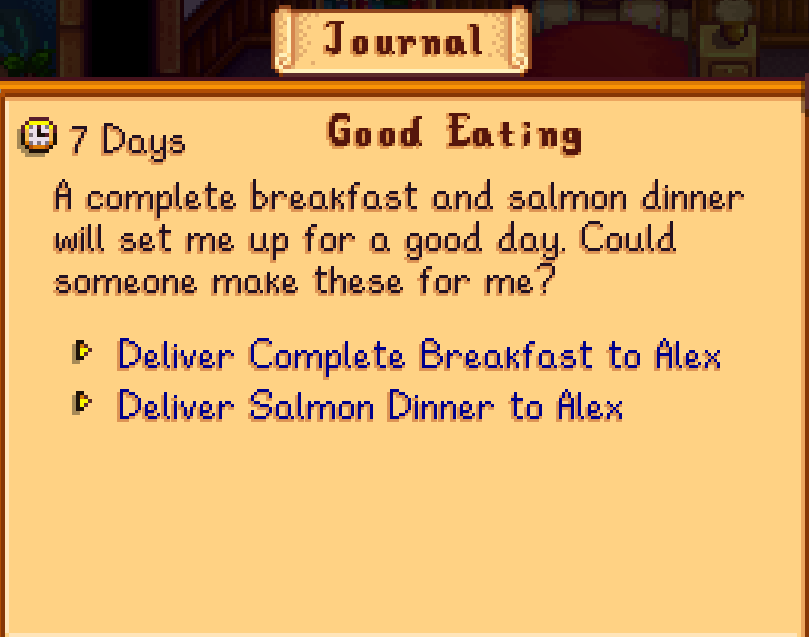 Journal
7 Days
Good Eating
A complete breakfast and salmon dinner
will set me up for a good day. Could
someone make these for me?
Deliver Complete Breakfast to Alex
Deliver Salmon Dinner to Alex